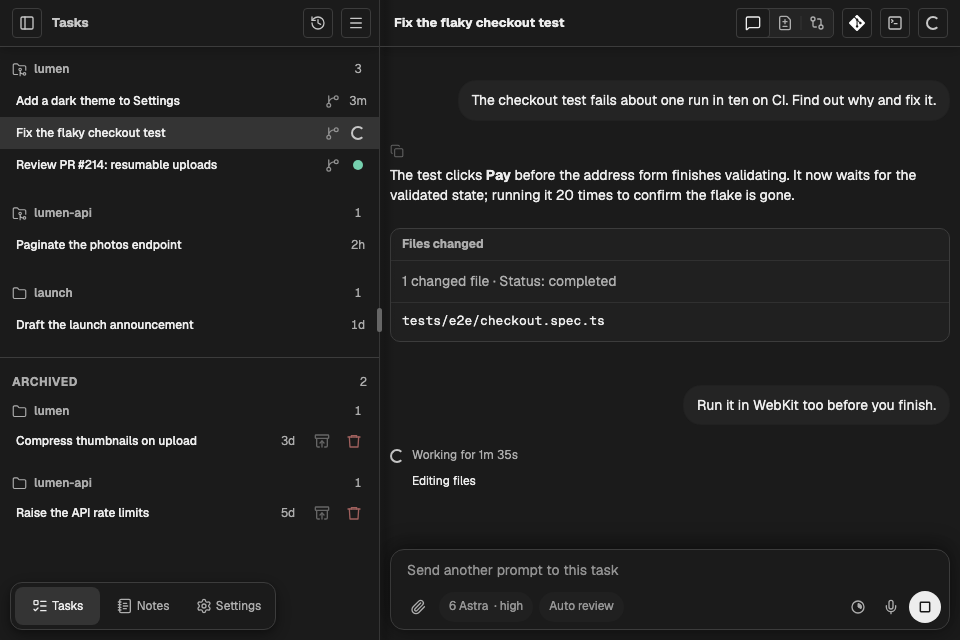 Tasks
lumen 3
Add a dark theme to Settings 3m
Fix the flaky checkout test
Review PR #214: resumable uploads
lumen-api 1
Paginate the photos endpoint 2h
launch 1
Draft the launch announcement 1d
ARCHIVED 2
lumen 1
Compress thumbnails on upload 3d
lumen-api 1
Raise the API rate limits 5d
Tasks Notes Settings
Fix the flaky checkout test
The checkout test fails about one run in ten on CI. Find out why and fix it.
The test clicks Pay before the address form finishes validating. It now waits for the
validated state; running it 20 times to confirm the flake is gone.
Files changed
1 changed file · Status: completed
tests/e2e/checkout.spec.ts
Run it in WebKit too before you finish.
Working for 1m 35s
Editing files
Send another prompt to this task
6 Astra · high Auto review